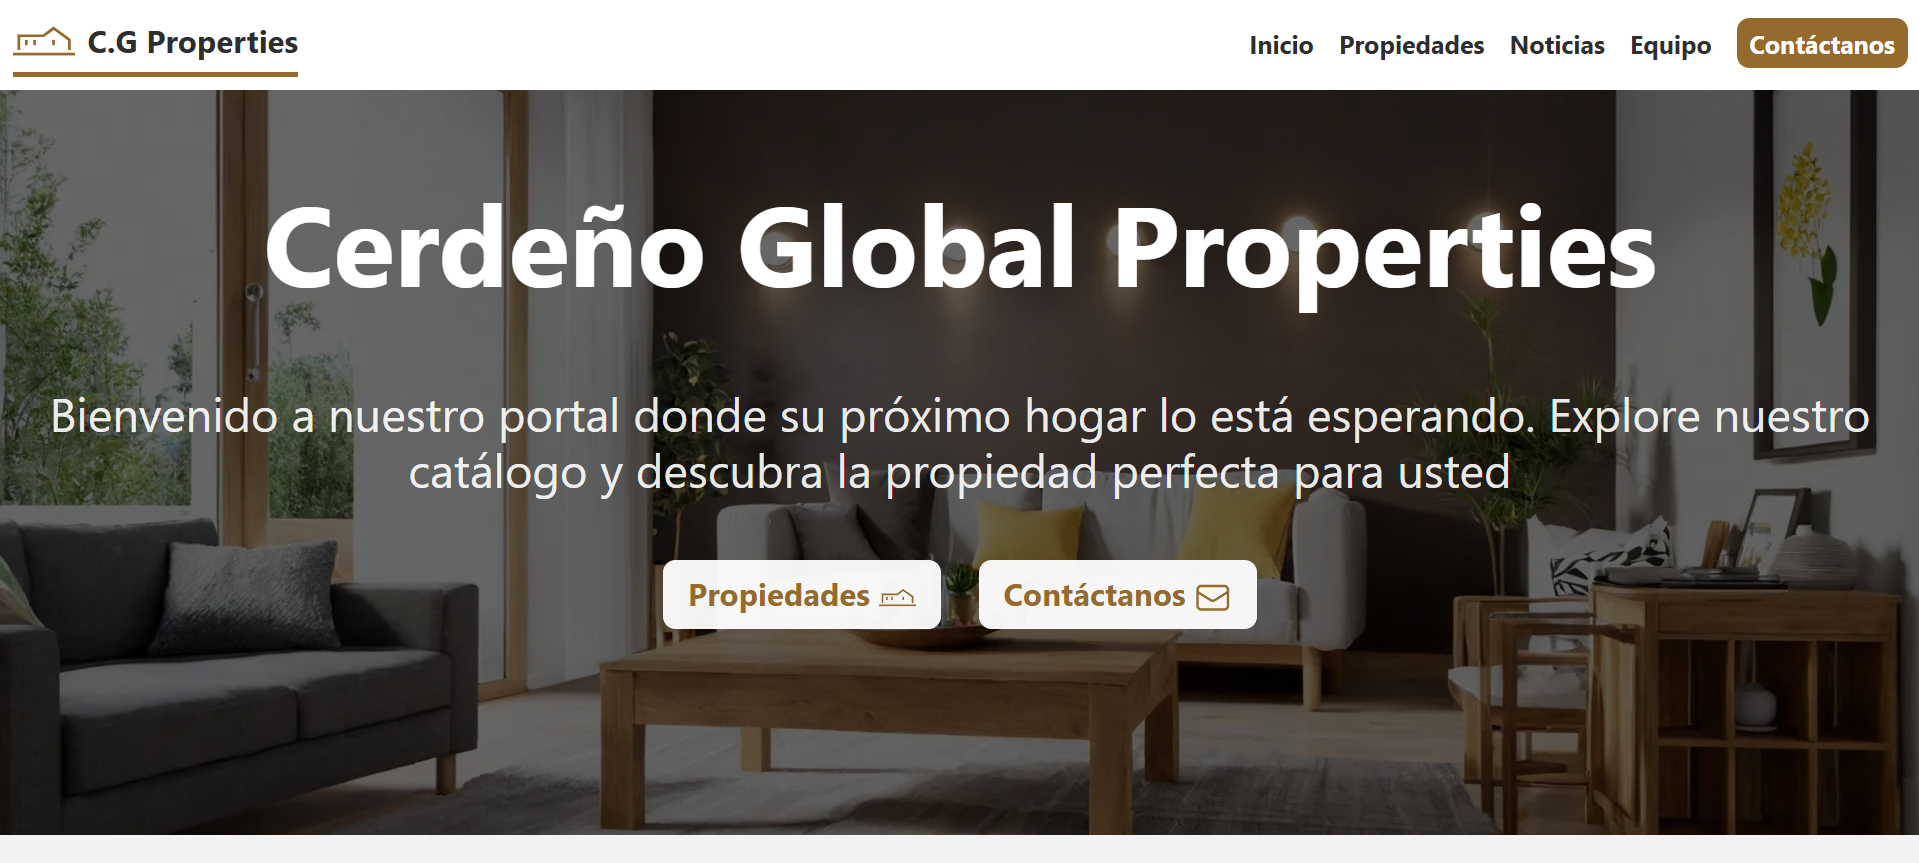 C.G Properties
Inicio Propiedades Noticias Equipo Contáctanos
Cerdeño Global Properties
Bienvenido a nuestro portal donde su próximo hogar lo está esperando. Explore nuestro
catálogo y descubra la propiedad perfecta para usted
Propiedades Contáctanos